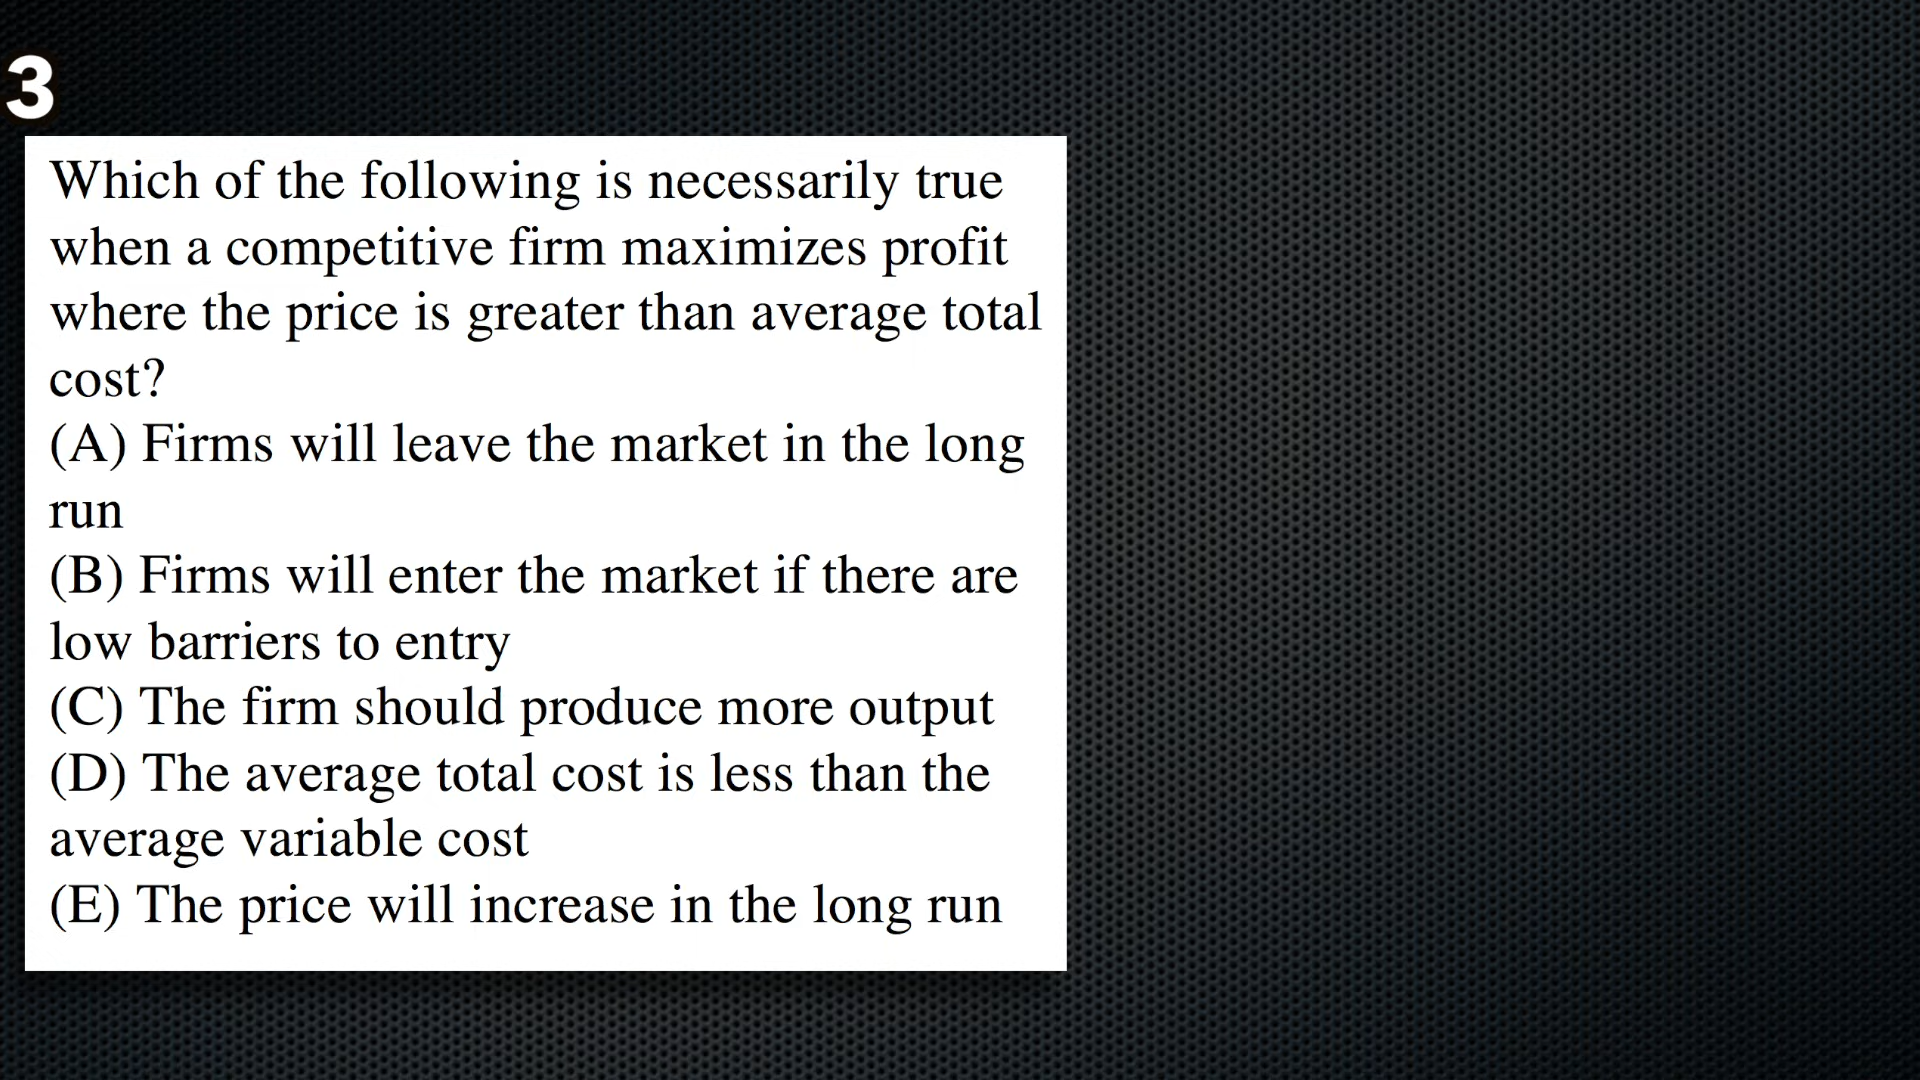 3
Which of the following is necessarily true
when a competitive firm maximizes profit
where the price is greater than average total
cost?
(A) Firms will leave the market in the long
run
(B) Firms will enter the market if there are
low barriers to entry
(C) The firm should produce more output
(D) The average total cost is less than the
average variable cost
(E) The price will increase in the long run